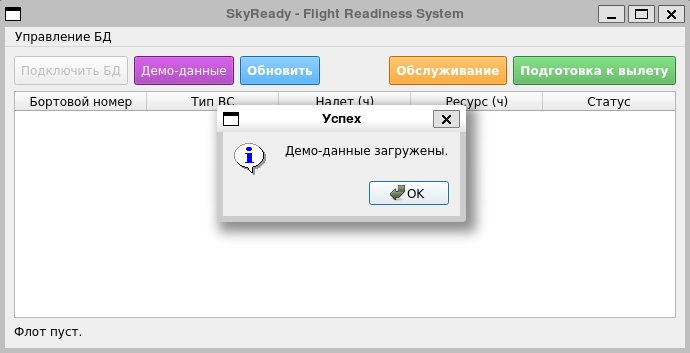 SkyReady - Flight Readiness System
Управление БД
Подключить БД Демо-данные Обновить Обслуживание Подготовка к вылету
Бортовой номер Тип ВС Налет (ч) Ресурс (ч) Статус
Успех
Демо-данные загружены.
OK
Флот пуст.